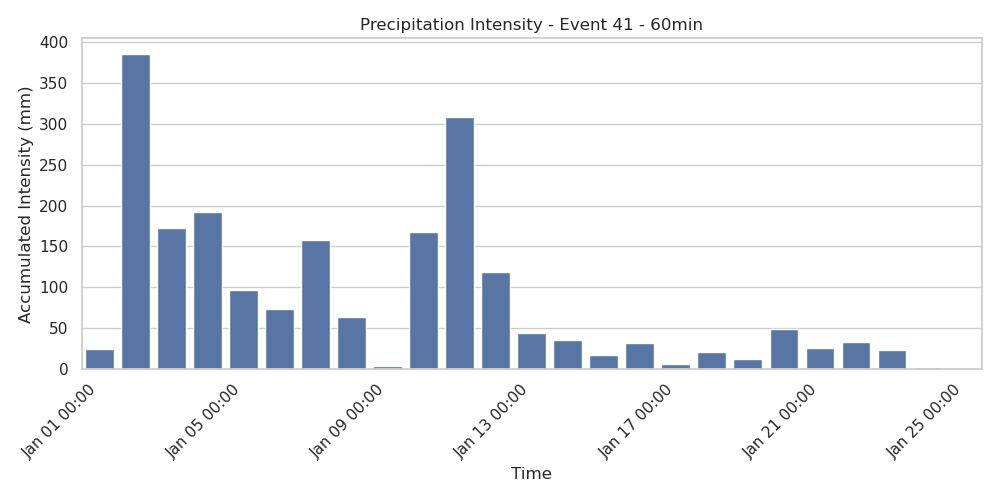 Precipitation Intensity - Event 41 - 60min
Accumulated Intensity (mm)
400
350
300
250
200
150
100
50
0
Jan 01 00:00
Jan 05 00:00
Jan 09 00:00
Jan 13 00:00
Jan 17 00:00
Jan 21 00:00
Jan 25 00:00
Time